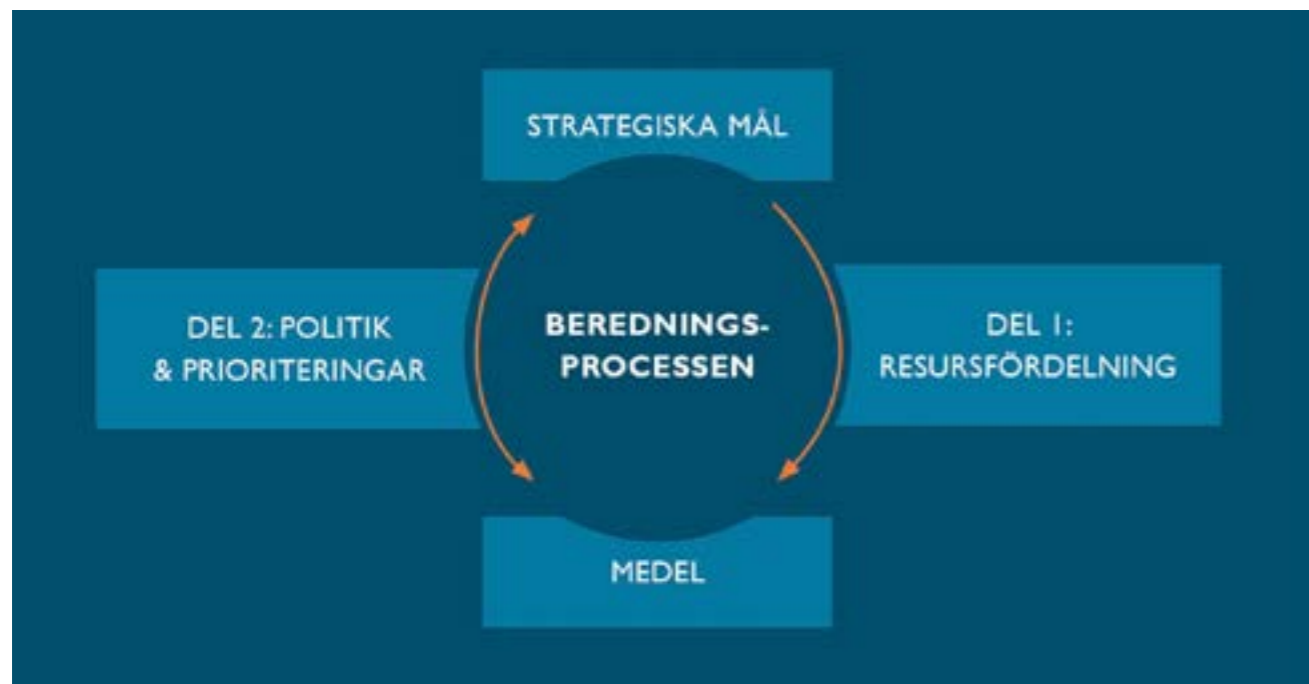 STRATEGISKA MÅL
DEL 2: POLITIK
& PRIORITERINGAR
BEREDNINGS-
PROCESSEN
DEL 1:
RESURSFÖRDELNING
MEDEL